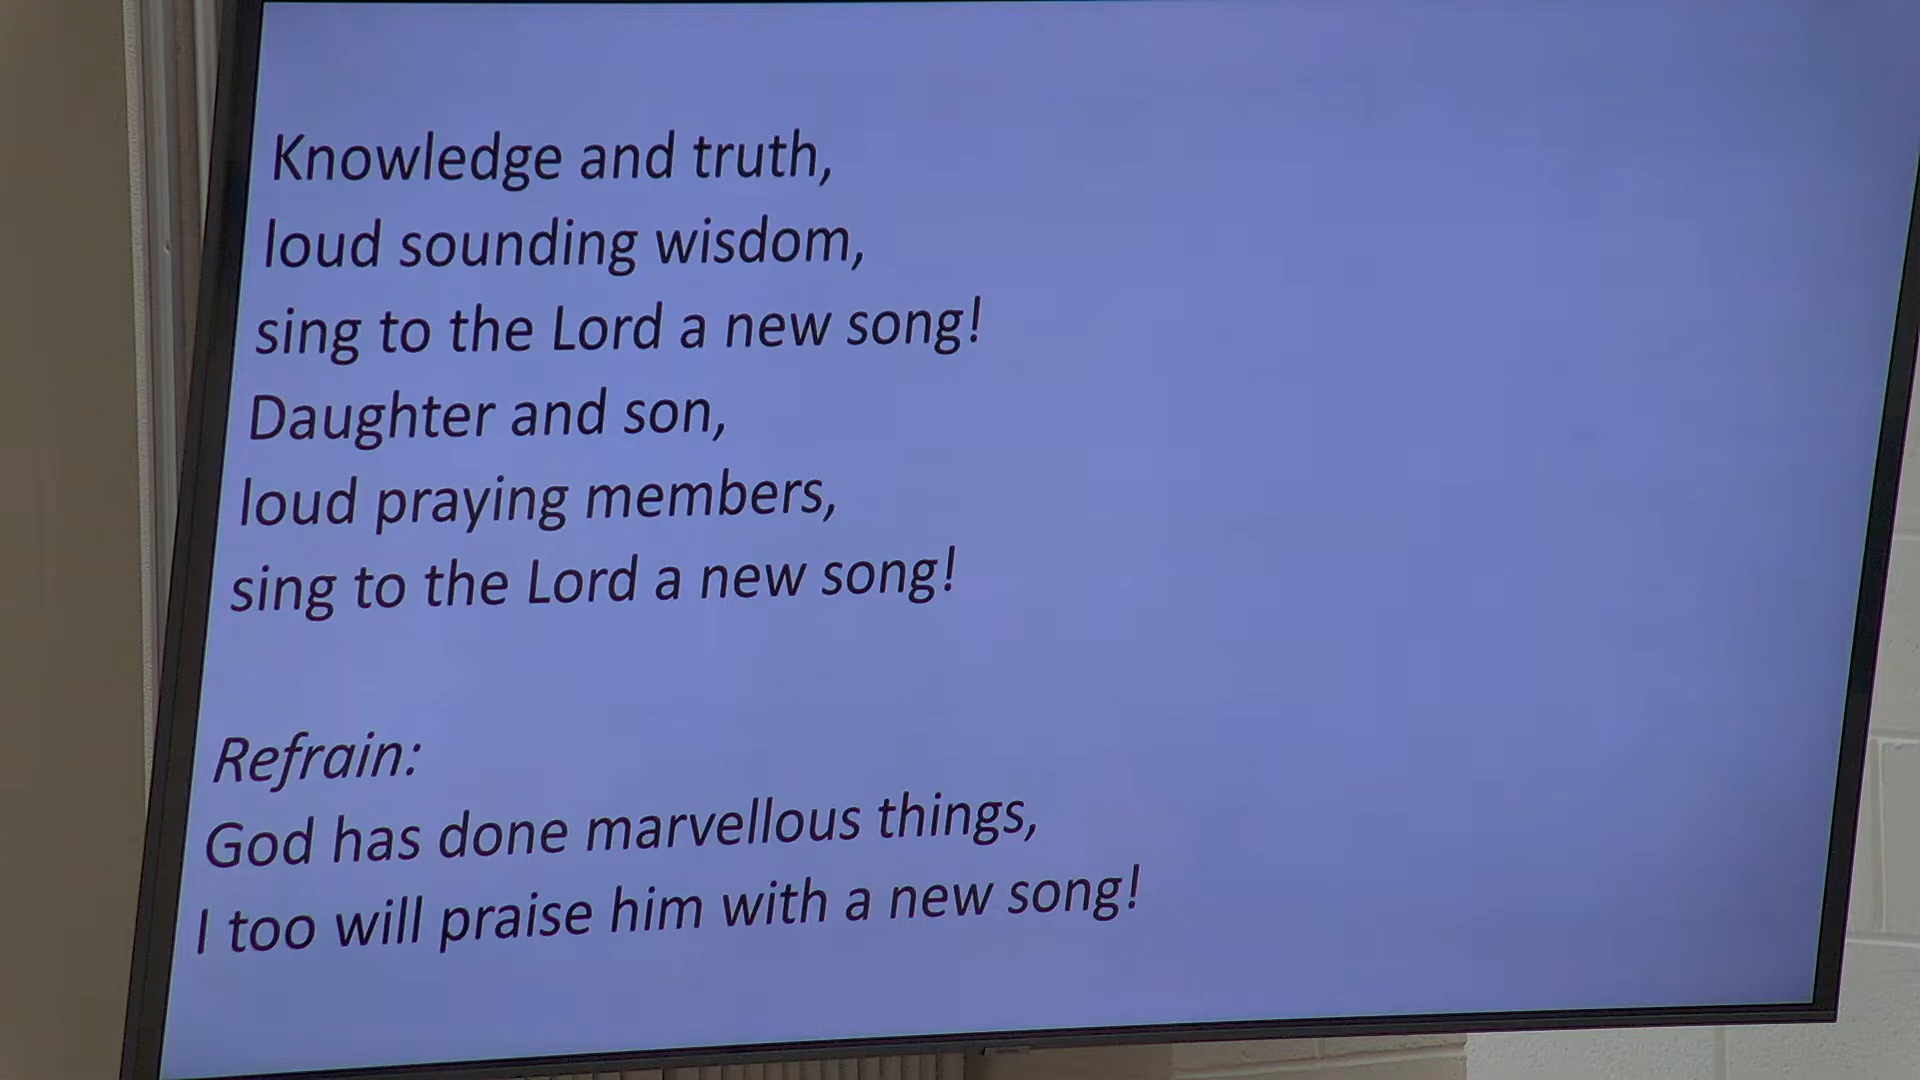 Knowledge and truth,
loud sounding wisdom,
sing to the Lord a new song!
Daughter and son,
loud praying members,
sing to the Lord a new song!
Refrain:
God has done marvellous things,
I too will praise him with a new song!